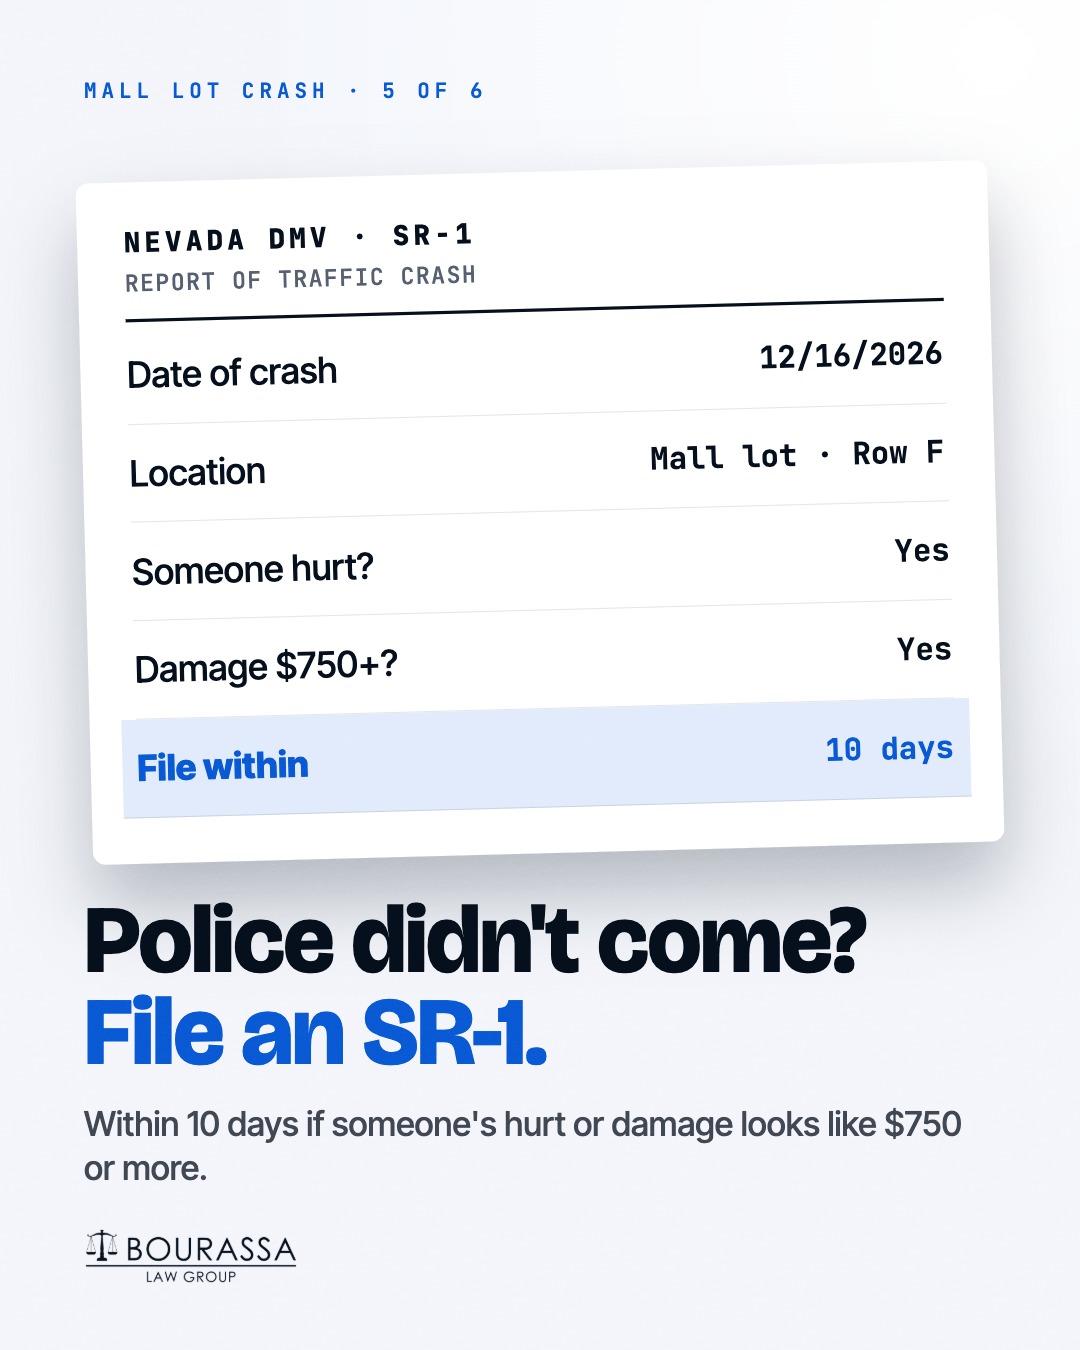 MALL LOT CRASH · 5 OF 6
NEVADA DMV · SR-1
REPORT OF TRAFFIC CRASH
Date of crash 12/16/2026
Location Mall lot · Row F
Someone hurt? Yes
Damage $750+? Yes
File within 10 days
Police didn't come?
File an SR-1.
Within 10 days if someone's hurt or damage looks like $750
or more.
BOURASSA
LAW GROUP